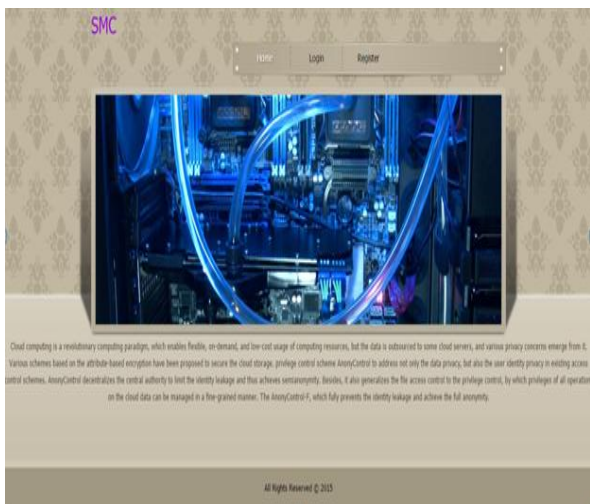 SMC
Home Login Register
Cloud computing is a revolutionary computing paradigm, which enables flexible, on-demand, and low-cost usage of computing resources, but the data is outsourced to some cloud servers, and various privacy concerns emerge from it.
Various schemes based on the attribute-based encryption have been proposed to secure the cloud storage. privilege control scheme AnonyControl to address not only the data privacy, but also the user identity privacy in existing access
control schemes. AnonyControl decentralizes the central authority to limit the identity leakage and thus achieves semianonymity. Besides, it also generalizes the file access control to the privilege control, by which privileges of all operations
on the cloud data can be managed in a fine-grained manner. The AnonyControl-F, which fully prevents the identity leakage and achieve the full anonymity.
All Rights Reserved © 2015